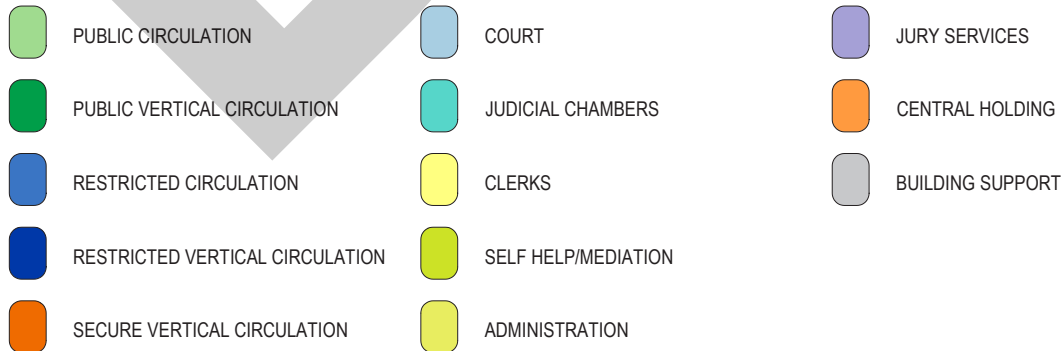 PUBLIC CIRCULATION
PUBLIC VERTICAL CIRCULATION
RESTRICTED CIRCULATION
RESTRICTED VERTICAL CIRCULATION
SECURE VERTICAL CIRCULATION
COURT
JUDICIAL CHAMBERS
CLERKS
SELF HELP/MEDIATION
ADMINISTRATION
JURY SERVICES
CENTRAL HOLDING
BUILDING SUPPORT